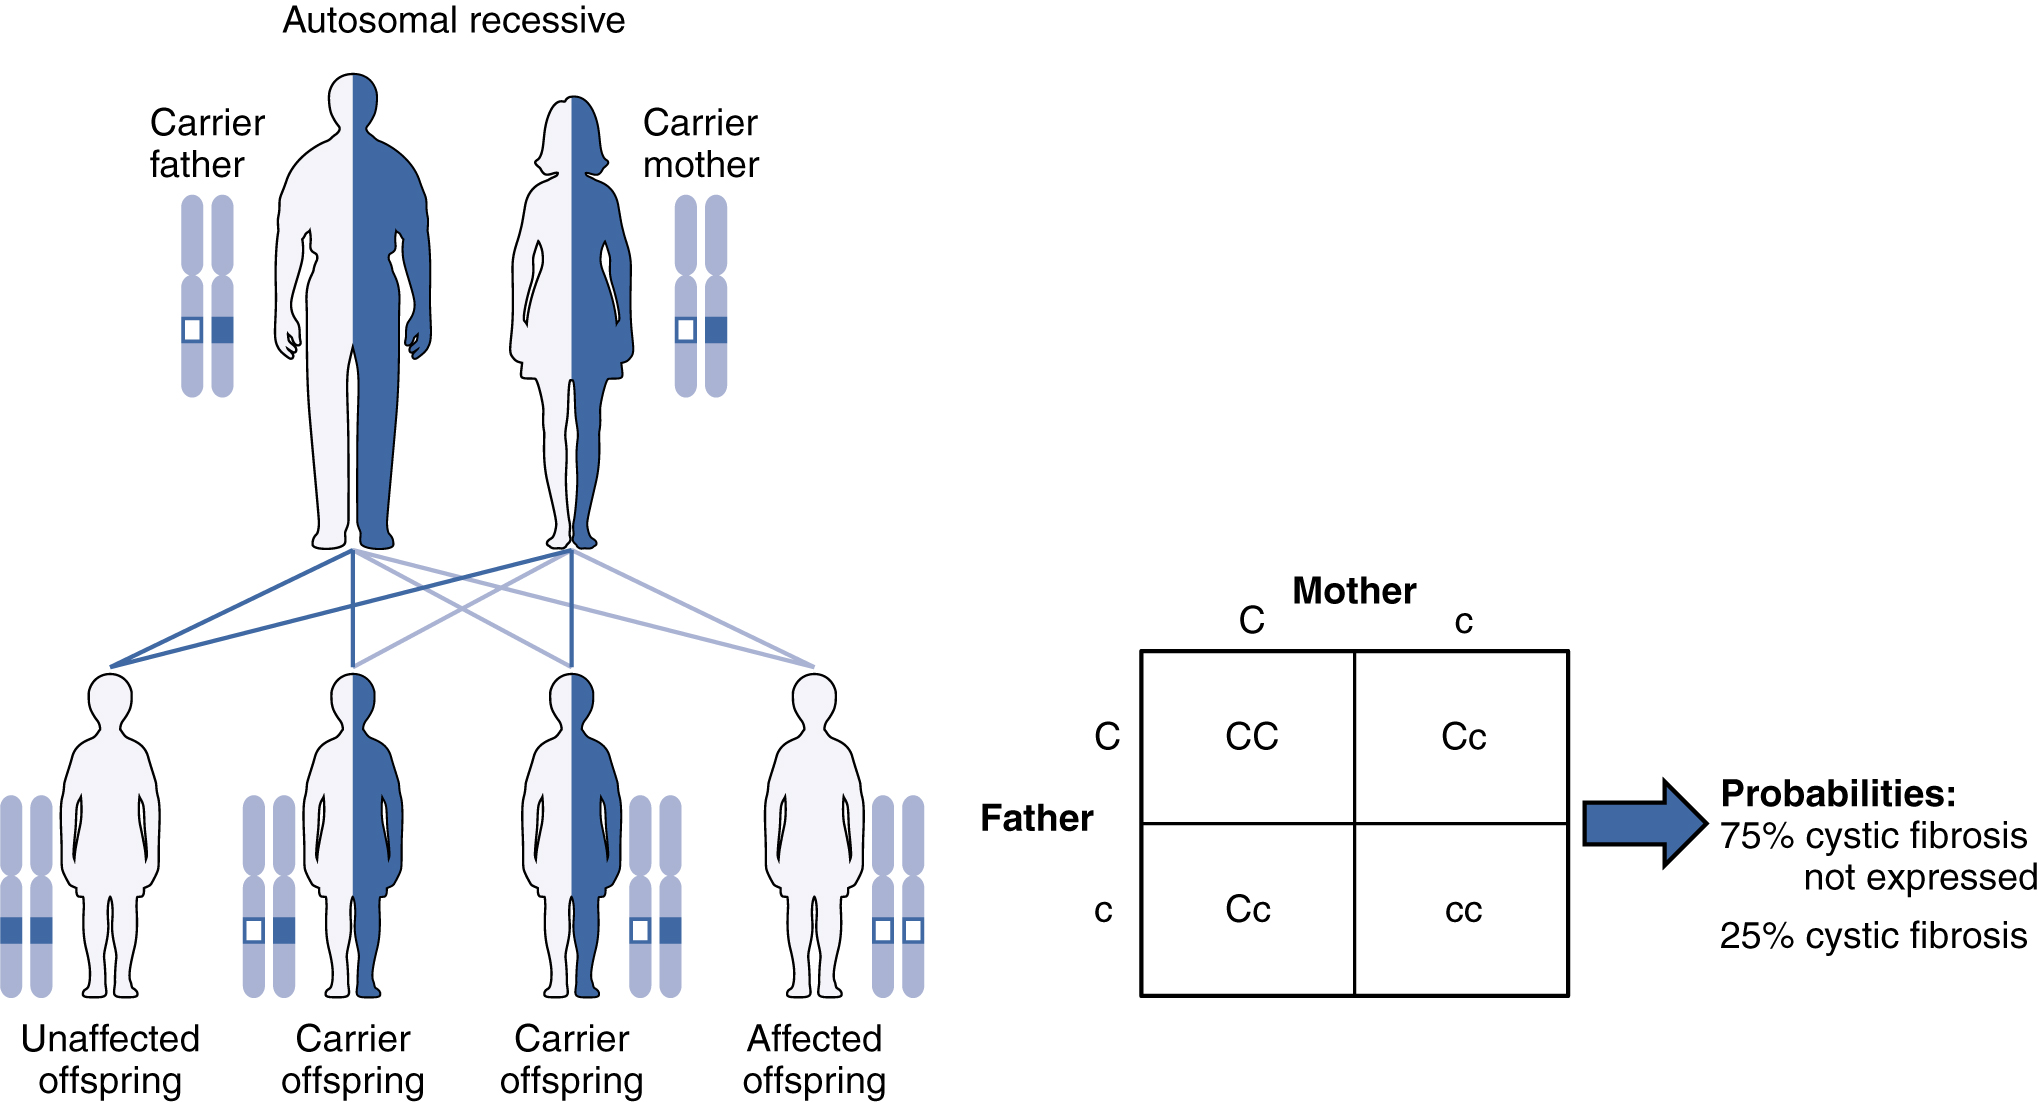 Autosomal recessive
Carrier
father
Carrier
mother
Unaffected
offspring
Carrier
offspring
Carrier
offspring
Affected
offspring
Mother
C c
C CC Cc
Father
c Cc cc
Probabilities:
75% cystic fibrosis
not expressed
25% cystic fibrosis